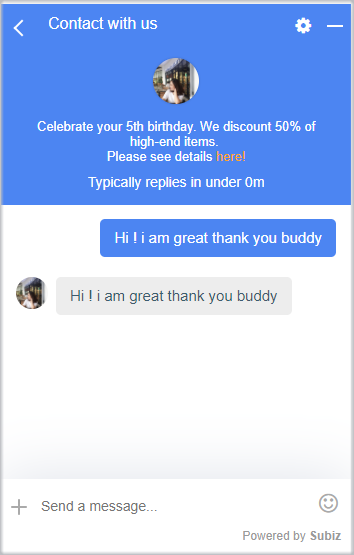 Contact with us
Celebrate your 5th birthday. We discount 50% of
high-end items.
Please see details here!
Typically replies in under 0m
Hi ! i am great thank you buddy
Hi ! i am great thank you buddy
Send a message...
Powered by Subiz